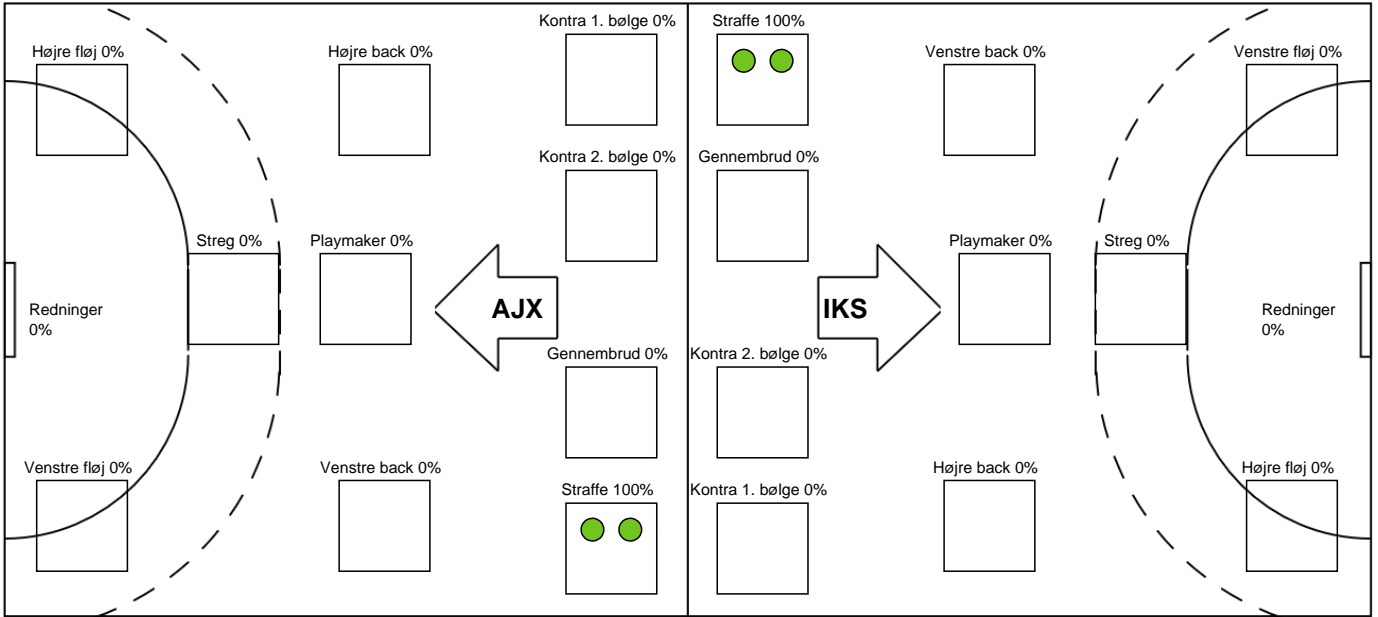 Kontra 1. bølge 0%
Straffe 100%
Højre fløj 0%
Højre back 0%
Venstre back 0%
Venstre fløj 0%
Kontra 2. bølge 0%
Gennembrud 0%
Streg 0%
Playmaker 0%
Playmaker 0%
Streg 0%
Redninger
0%
AJX
IKS
Redninger
0%
Gennembrud 0%
Kontra 2. bølge 0%
Venstre fløj 0%
Venstre back 0%
Højre back 0%
Højre fløj 0%
Straffe 100%
Kontra 1. bølge 0%